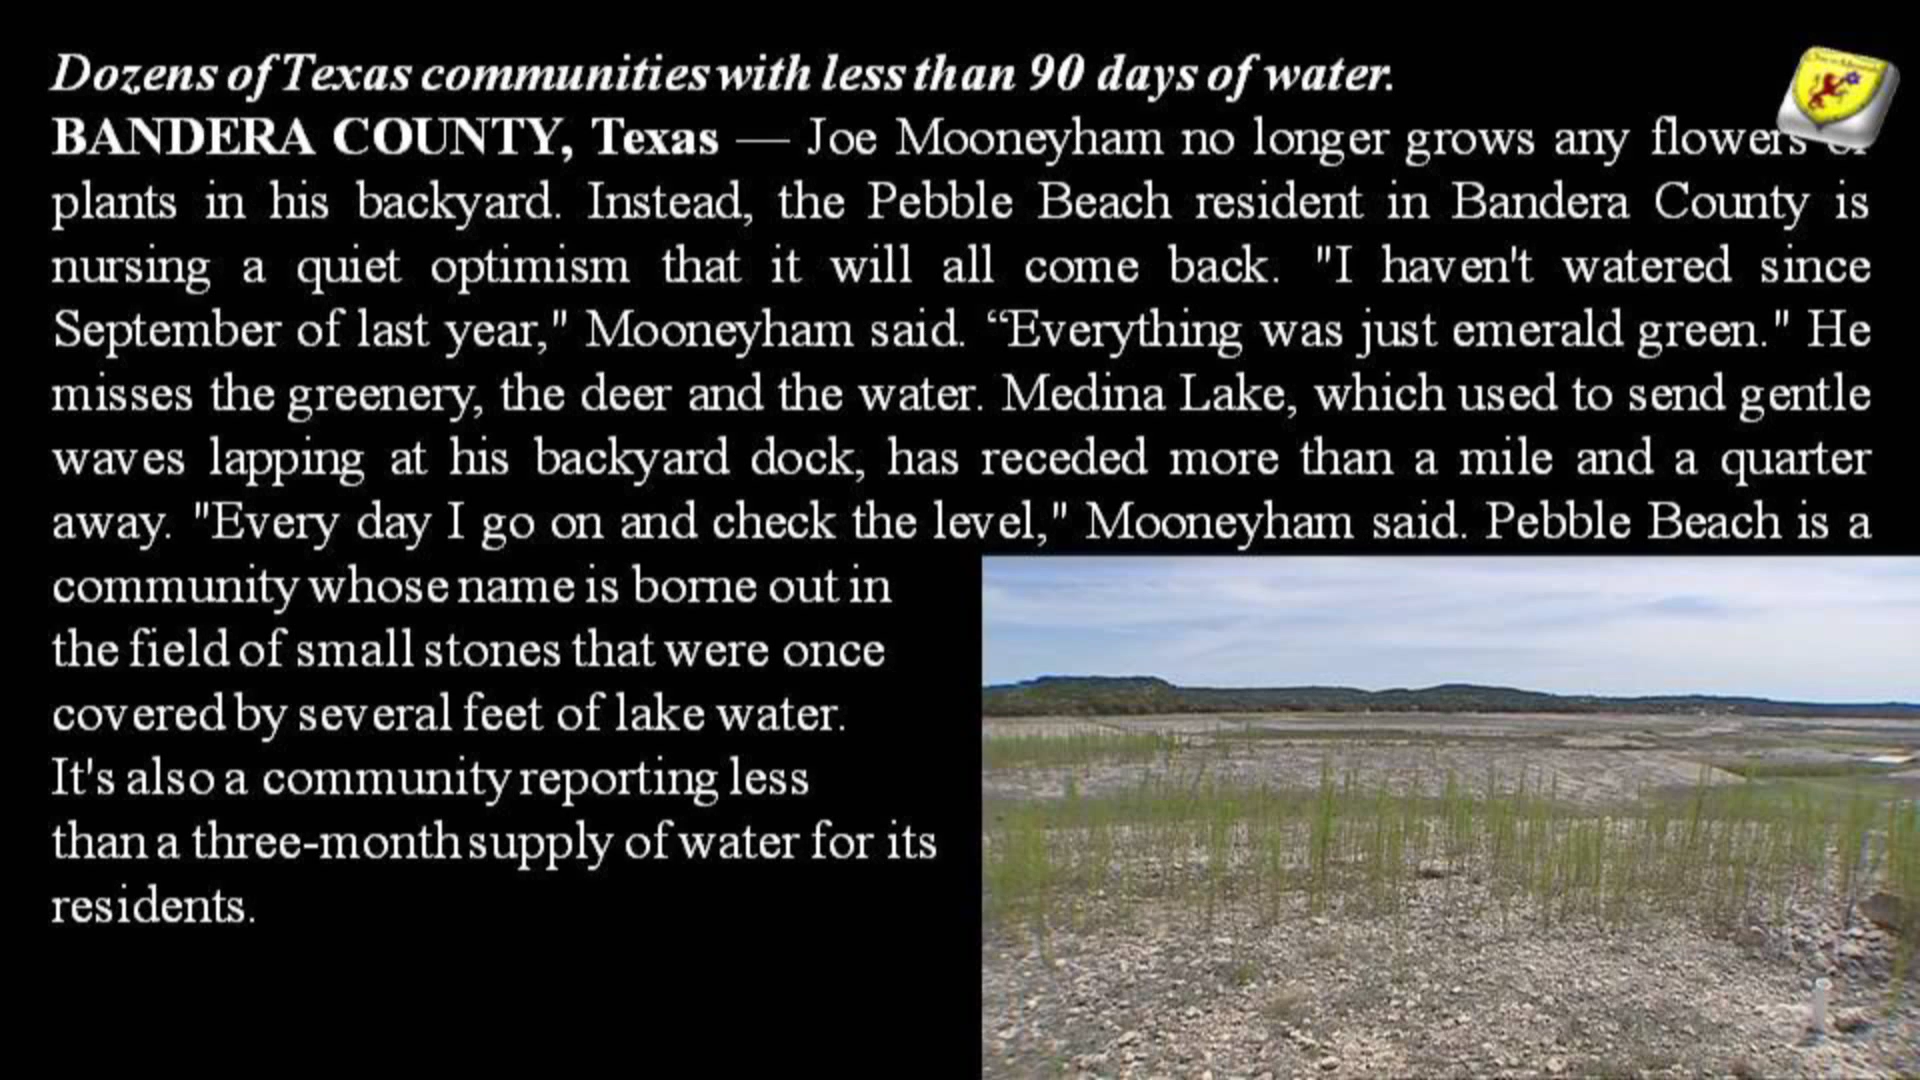 Dozens of Texas communities with less than 90 days of water.
BANDERA COUNTY, Texas — Joe Mooneyham no longer grows any flowers or
plants in his backyard. Instead, the Pebble Beach resident in Bandera County is
nursing a quiet optimism that it will all come back. "I haven't watered since
September of last year," Mooneyham said. “Everything was just emerald green." He
misses the greenery, the deer and the water. Medina Lake, which used to send gentle
waves lapping at his backyard dock, has receded more than a mile and a quarter
away. "Every day I go on and check the level," Mooneyham said. Pebble Beach is a
community whose name is borne out in
the field of small stones that were once
covered by several feet of lake water.
It's also a community reporting less
than a three-month supply of water for its
residents.